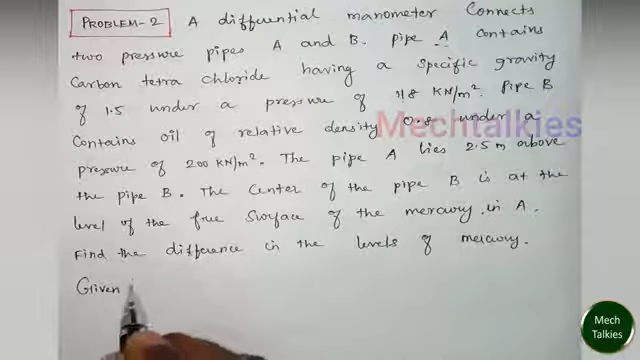 PROBLEM-2 A differential manometer Connects
two pressure pipes A and B. pipe A contains
Carbon tetra chloride having a specific gravity
of 1.5 under a pressure of 118 KN/m². Pipe B
Contains oil of relative density 0.8 under a
pressure of 200 KN/m². The pipe A lies 2.5 m above
the pipe B. The Center of the pipe B is at the
level of the free Surface of the mercury in A.
Find the difference in the levels of mercury.
Given
Mechtalkies
Mech
Talkies